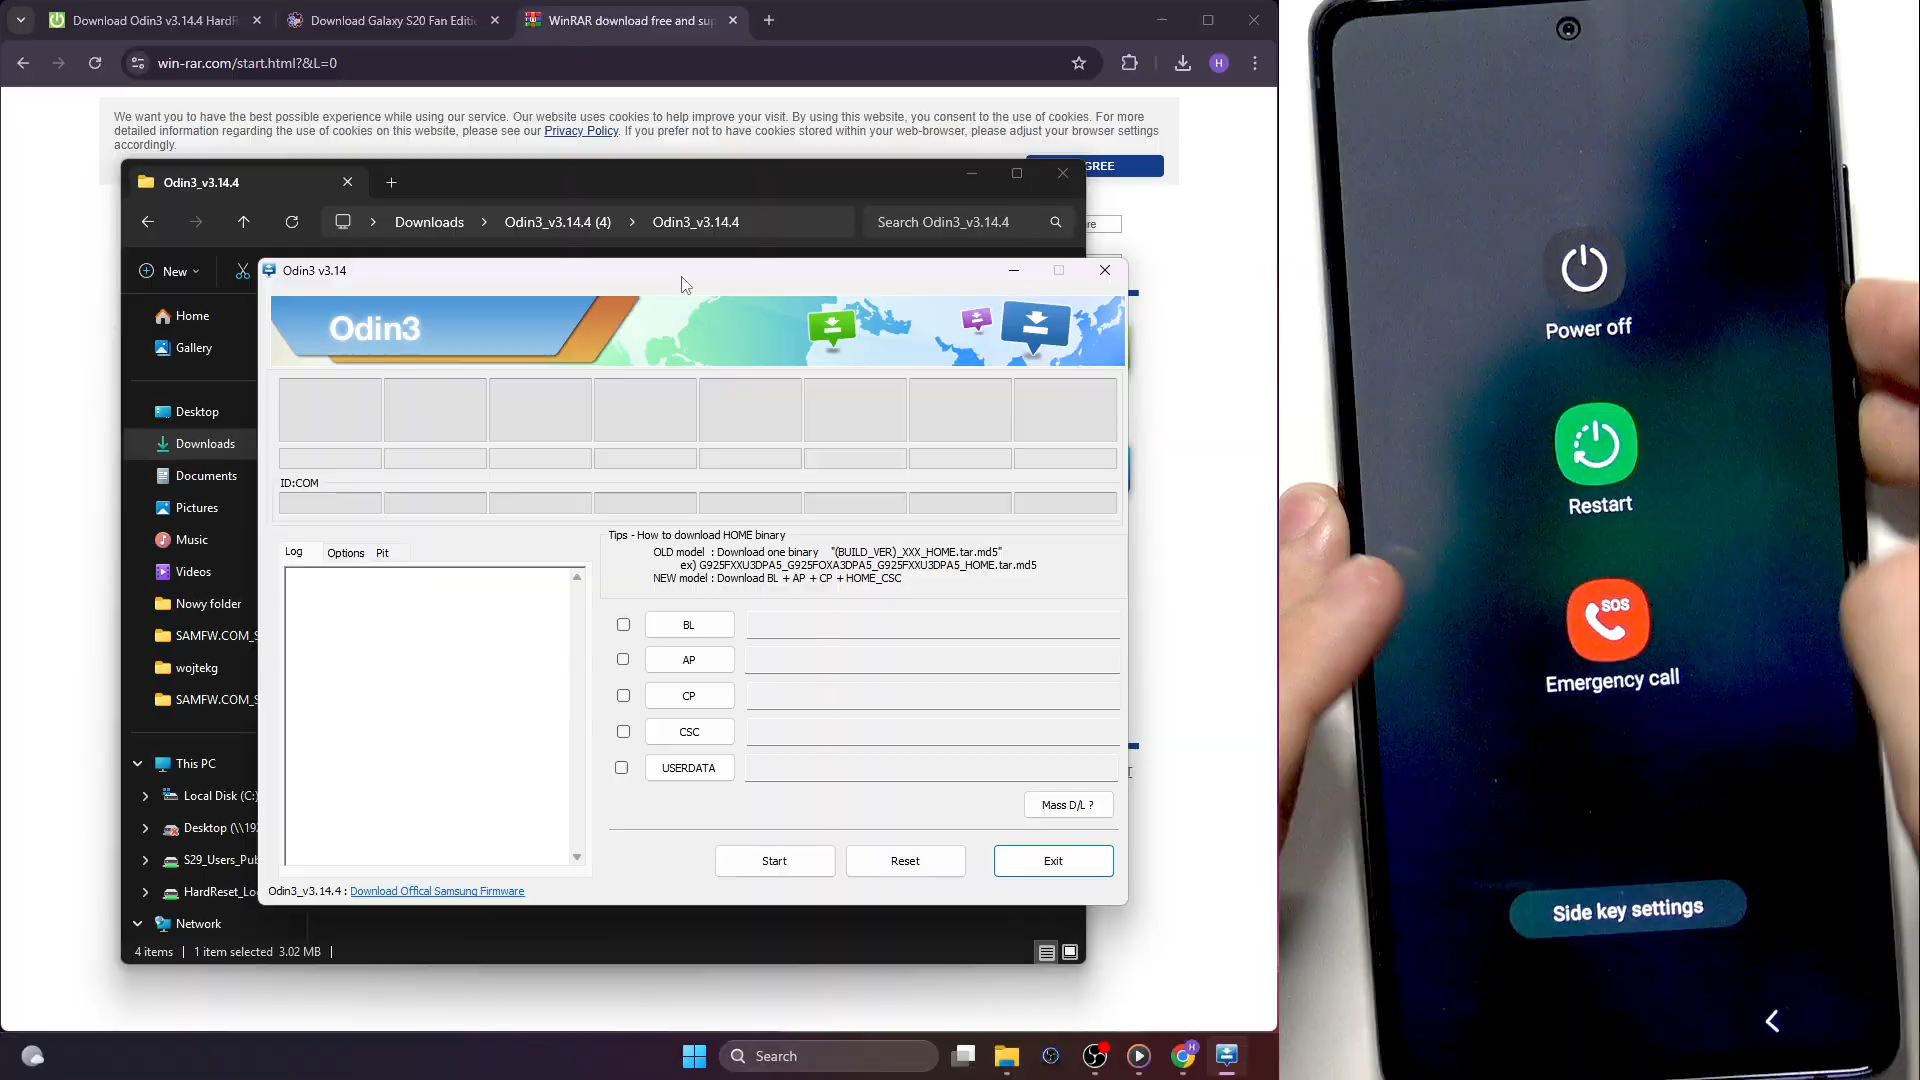 Download Odin3 v3.14.4 HardR
Download Galaxy S20 Fan Editi
WinRAR download free and sup
win-rar.com/start.html?&L=0
H
We want you to have the best possible experience while using our service. Our website uses cookies to help improve your visit. By using this website, you consent to the use of cookies. For more
detailed information regarding the use of cookies on this website, please see our Privacy Policy. If you prefer not to have cookies stored within your web-browser, please adjust your browser settings
accordingly.
GREE
Odin3_v3.14.4
Downloads > Odin3_v3.14.4 (4) > Odin3_v3.14.4
Search Odin3_v3.14.4
New
Home
Gallery
Desktop
Downloads
Documents
Pictures
Music
Videos
Nowy folder
SAMFW.COM_S
wojtekg
SAMFW.COM_S
This PC
Local Disk (C:)
Desktop (\\19
S29_Users_Pub
HardReset_Lo
Network
4 items
1 item selected 3.02 MB
Odin3 v3.14
Odin3
ID:COM
Log
Options
Pit
Tips - How to download HOME binary
OLD model : Download one binary "(BUILD_VER)_XXX_HOME.tar.md5"
ex) G925FXXU3DPA5_G925FOXA3DPA5_G925FXXU3DPA5_HOME.tar.md5
NEW model : Download BL + AP + CP + HOME_CSC
BL
AP
CP
CSC
USERDATA
Mass D/L ?
Start
Reset
Exit
Odin3_v3.14.4 : Download Offical Samsung Firmware
Search
H
Power off
Restart
SOS
Emergency call
Side key settings